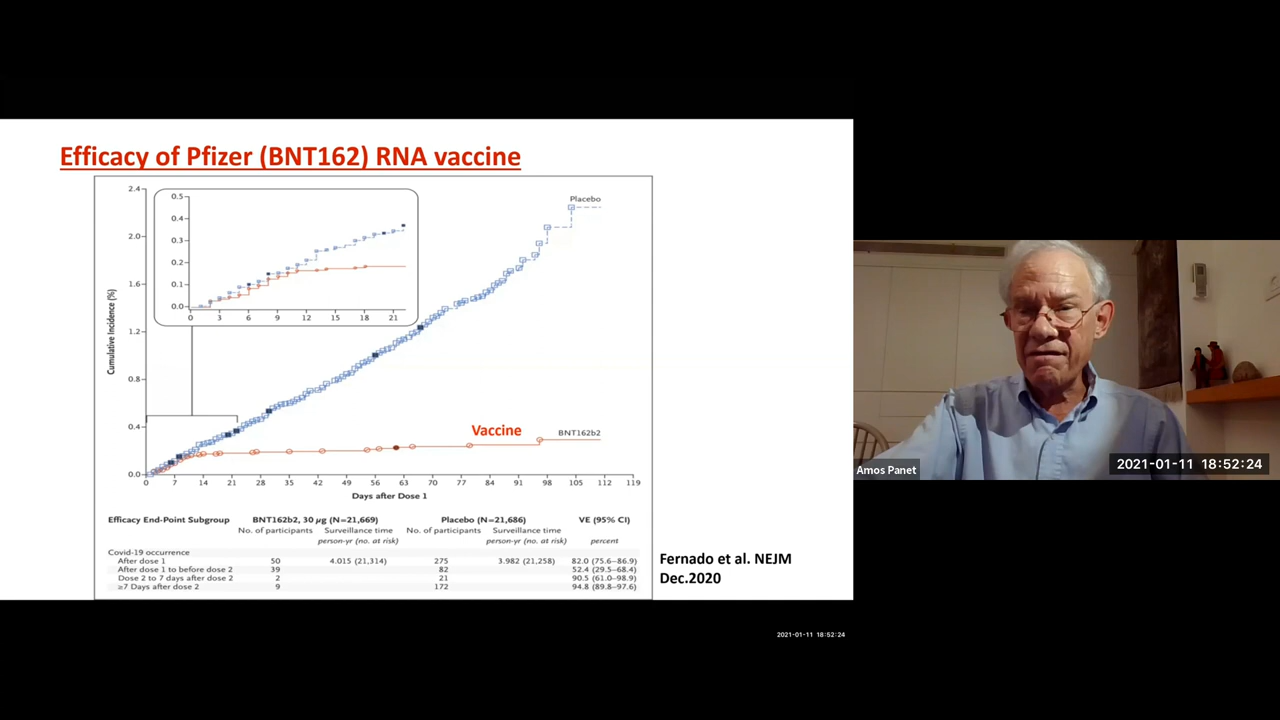 Efficacy of Pfizer (BNT162) RNA vaccine
2.4
2.0
1.6
1.2
0.8
0.4
0.0
Cumulative Incidence (%)
0.5
0.4
0.3
0.2
0.1
0.0
0 3 6 9 12 15 18 21
Placebo
Vaccine
BNT162b2
0 7 14 21 28 35 42 49 56 63 70 77 84 91 98 105 112 119
Days after Dose 1
Efficacy End-Point Subgroup BNT162b2, 30 µg (N=21,669) Placebo (N=21,686) VE (95% CI)
No. of participants Surveillance time No. of participants Surveillance time
person-yr (no. at risk) person-yr (no. at risk) percent
Covid-19 occurrence
After dose 1 50 4.015 (21,314) 275 3.982 (21,258) 82.0 (75.6–86.9)
After dose 1 to before dose 2 39 82 52.4 (29.5–68.4)
Dose 2 to 7 days after dose 2 2 21 90.5 (61.0–98.9)
≥7 Days after dose 2 9 172 94.8 (89.8–97.6)
Fernado et al. NEJM
Dec.2020
Amos Panet
2021-01-11 18:52:24
2021-01-11 18:52:24